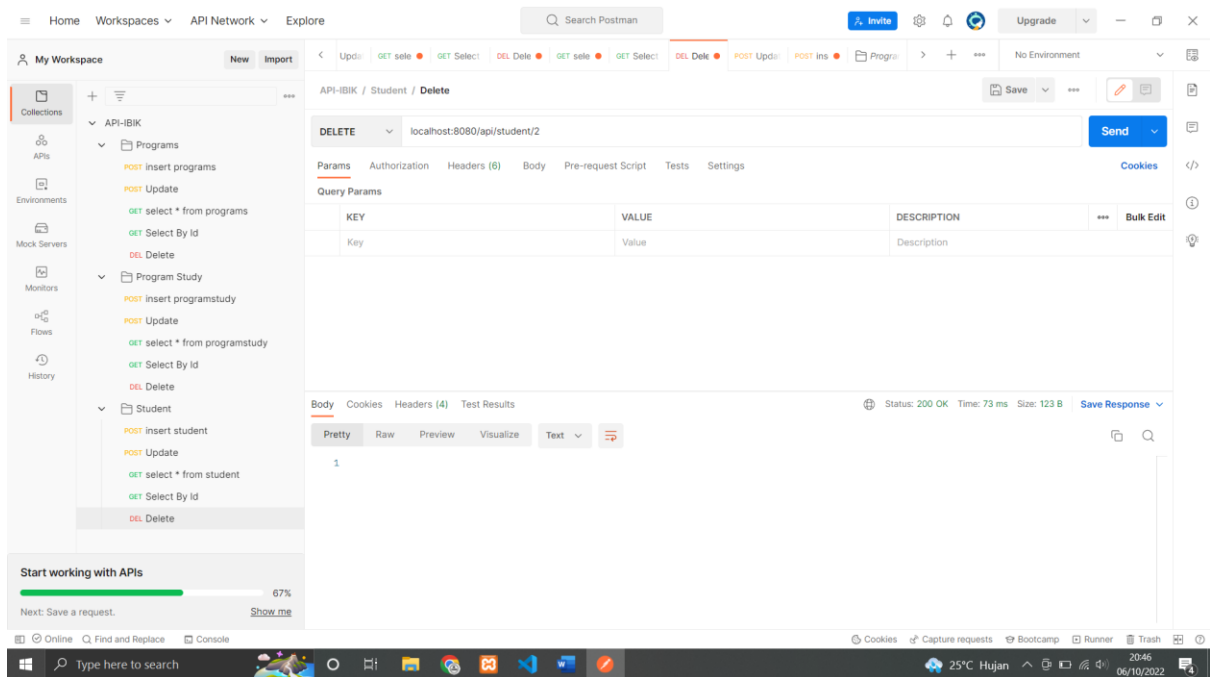 Home Workspaces API Network Explore Search Postman Invite Upgrade
My Workspace New Import
Upda GET sele GET Select DEL Dele GET sele GET Select DEL Dele POST Updat POST ins Progra No Environment
Collections
APIs
Environments
Mock Servers
Monitors
Flows
History
API-IBIK
Programs
POST insert programs
POST Update
GET select * from programs
GET Select By Id
DEL Delete
Program Study
POST insert programstudy
POST Update
GET select * from programstudy
GET Select By Id
DEL Delete
Student
POST insert student
POST Update
GET select * from student
GET Select By Id
DEL Delete
Start working with APIs
67%
Next: Save a request. Show me
API-IBIK / Student / Delete Save
DELETE localhost:8080/api/student/2 Send
Params Authorization Headers (6) Body Pre-request Script Tests Settings Cookies
Query Params
KEY VALUE DESCRIPTION Bulk Edit
Key Value Description
Body Cookies Headers (4) Test Results Status: 200 OK Time: 73 ms Size: 123 B Save Response
Pretty Raw Preview Visualize Text
1
Online Find and Replace Console Cookies Capture requests Bootcamp Runner Trash
Type here to search 25°C Hujan 20:46
06/10/2022 4